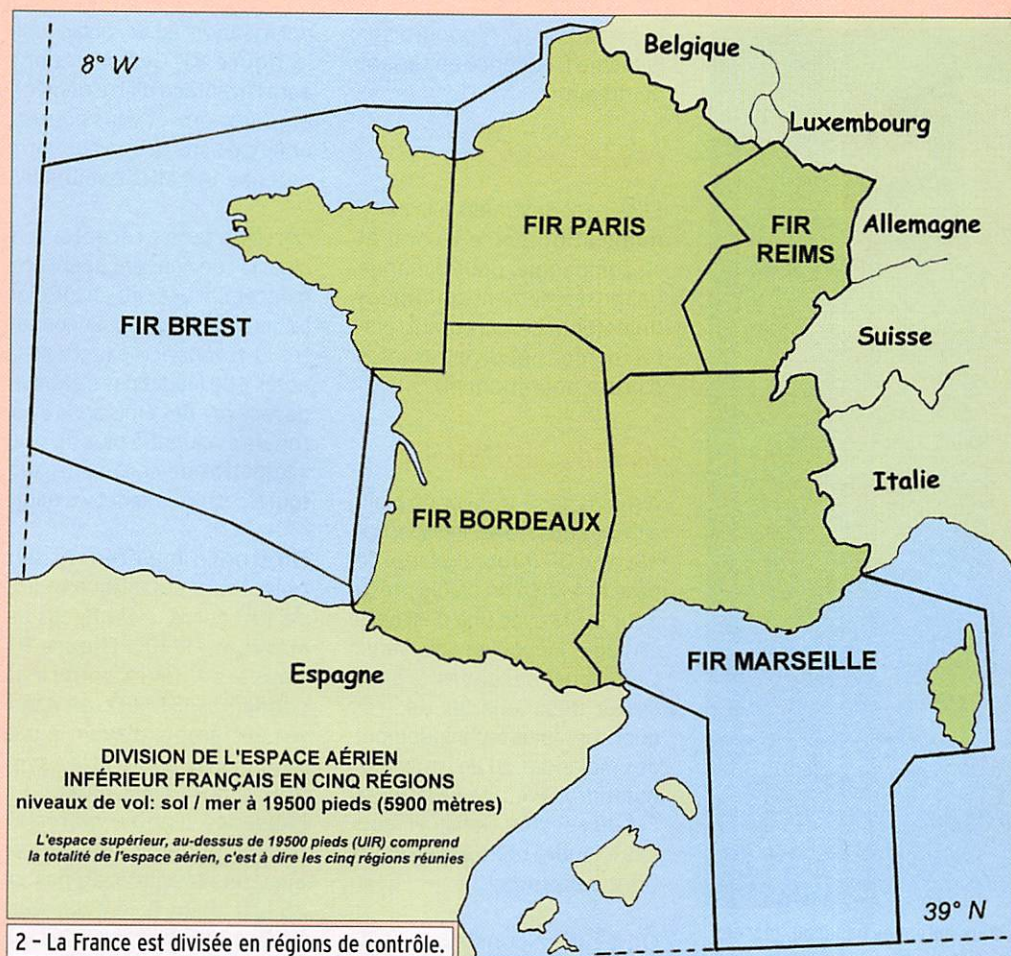 8° W
Belgique
Luxembourg
Allemagne
FIR PARIS
FIR
REIMS
FIR BREST
Suisse
Italie
FIR BORDEAUX
FIR MARSEILLE
Espagne
DIVISION DE L'ESPACE AÉRIEN
INFÉRIEUR FRANÇAIS EN CINQ RÉGIONS
niveaux de vol: sol / mer à 19500 pieds (5900 mètres)
L'espace supérieur, au-dessus de 19500 pieds (UIR) comprend
la totalité de l'espace aérien, c'est à dire les cinq régions réunies
39° N
2 - La France est divisée en régions de contrôle.